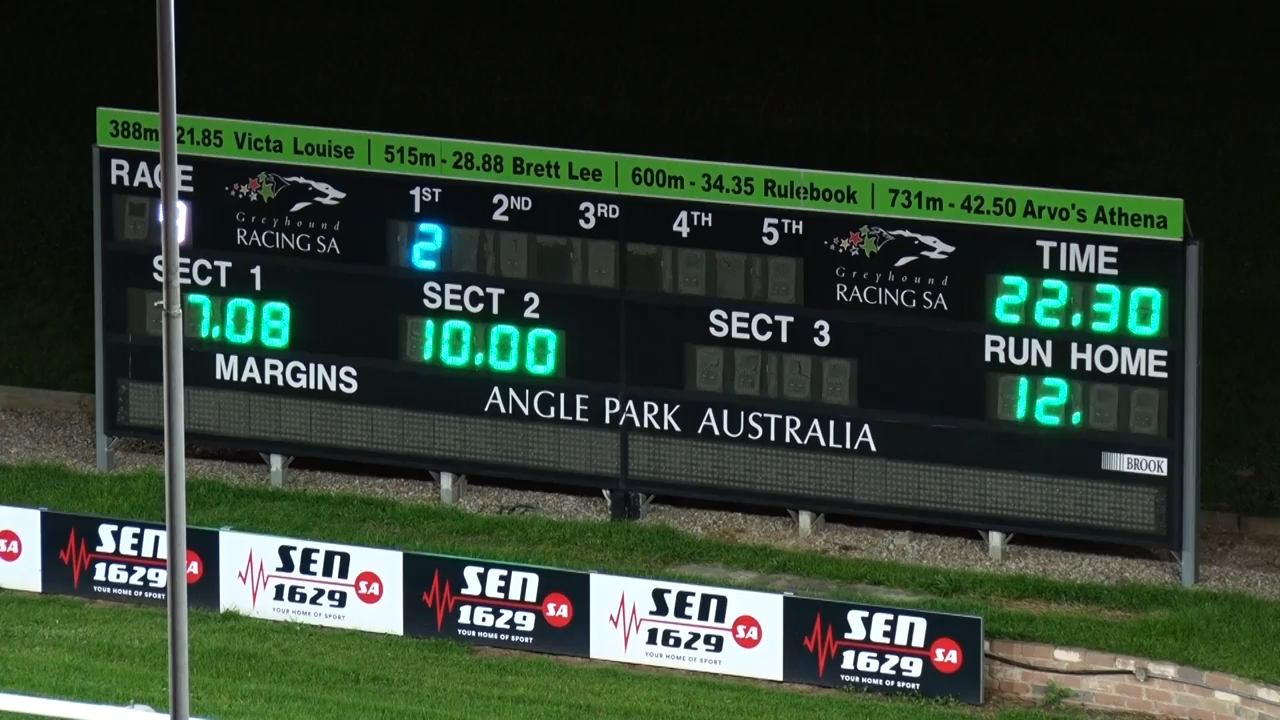 388m 21.85 Victa Louise | 515m - 28.88 Brett Lee | 600m - 34.35 Rulebook | 731m - 42.50 Arvo's Athena
RACE
Greyhound
RACING SA
1ST 2ND 3RD 4TH 5TH
2
Greyhound
RACING SA
TIME
22.30
SECT 1
7.08
SECT 2
10.00
SECT 3
RUN HOME
12.
MARGINS
ANGLE PARK AUSTRALIA
BROOK
SA
SEN
1629
SA
YOUR HOME OF SPORT
SEN
1629
SA
YOUR HOME OF SPORT
SEN
1629
SA
YOUR HOME OF SPORT
SEN
1629
SA
YOUR HOME OF SPORT
SEN
1629
SA
YOUR HOME OF SPORT